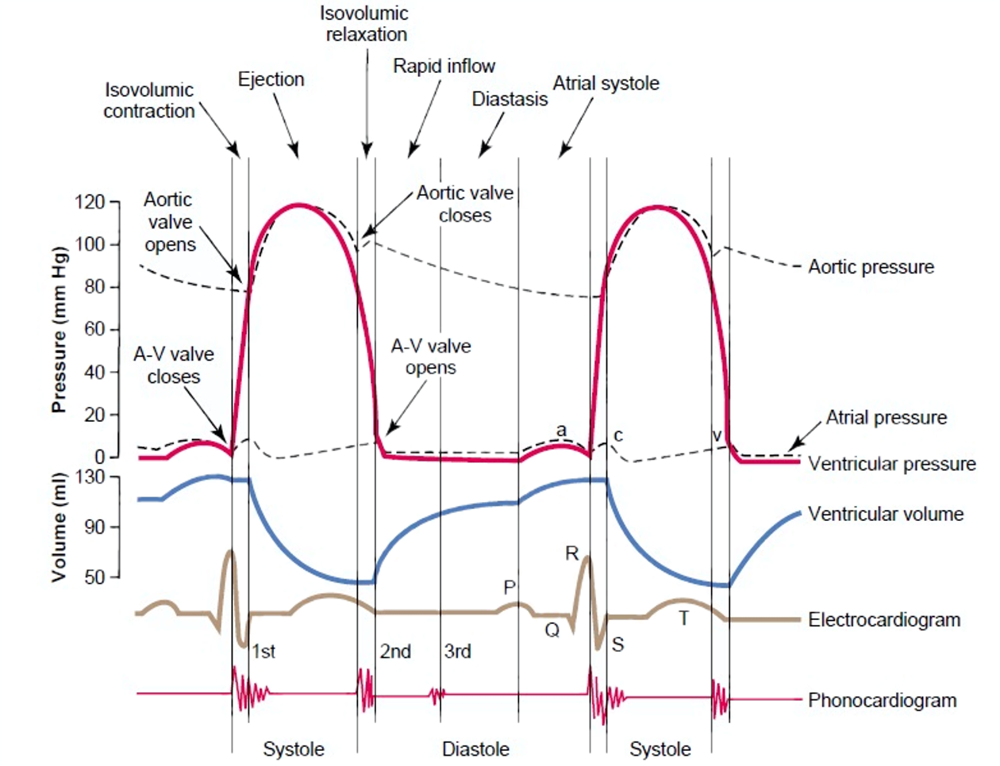 Isovolumic
relaxation
Rapid inflow
Ejection
Atrial systole
Isovolumic
contraction
Diastasis
Aortic
valve
opens
Aortic valve
closes
120
100
80
60
40
20
0
Pressure (mm Hg)
Aortic pressure
A-V valve
closes
A-V valve
opens
Atrial pressure
a
c
v
Ventricular pressure
130
90
50
Volume (ml)
Ventricular volume
R
P
Q
S
T
Electrocardiogram
1st
2nd
3rd
Phonocardiogram
Systole
Diastole
Systole